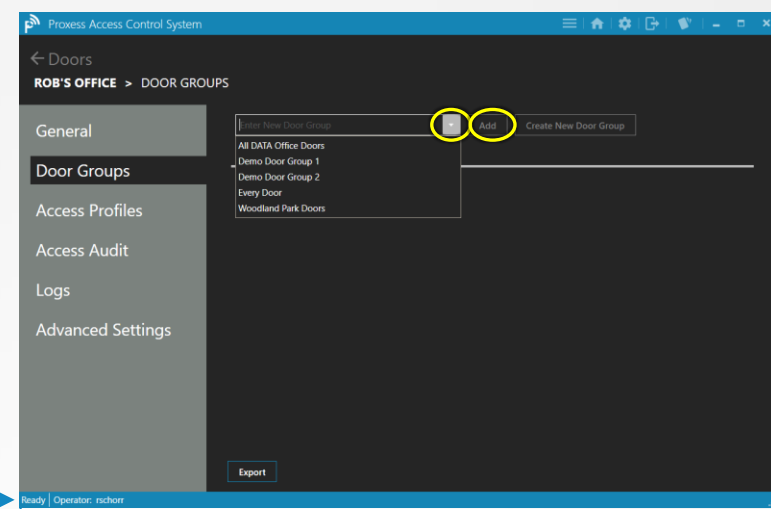 Proxess Access Control System
Doors
ROB'S OFFICE > DOOR GROUPS
General
Door Groups
Access Profiles
Access Audit
Logs
Advanced Settings
Enter New Door Group
Add
Create New Door Group
All DATA Office Doors
Demo Door Group 1
Demo Door Group 2
Every Door
Woodland Park Doors
Export
Ready Operator: rschorr